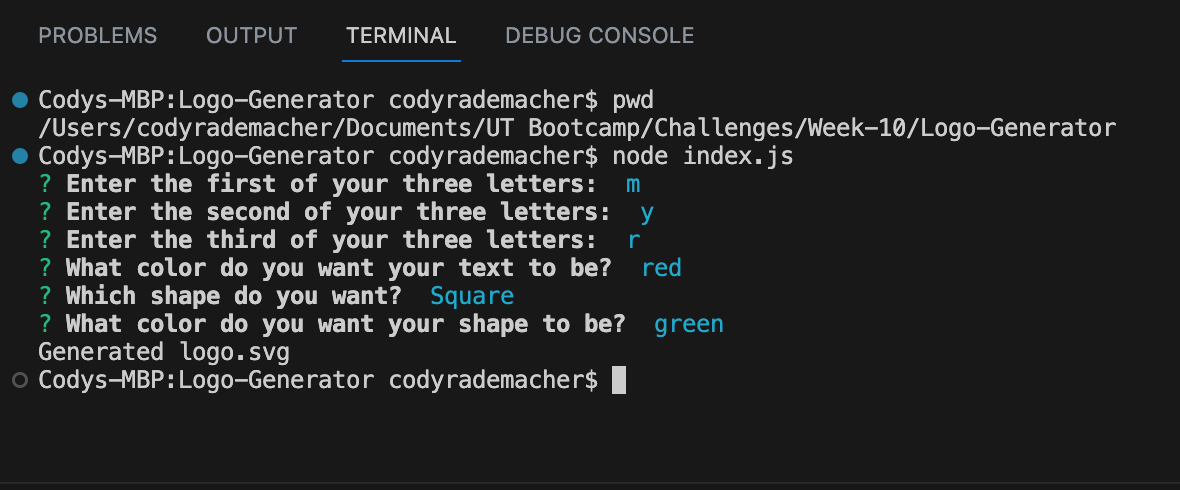 PROBLEMS OUTPUT TERMINAL DEBUG CONSOLE
Codys-MBP:Logo-Generator codyrademacher$ pwd
/Users/codyrademacher/Documents/UT Bootcamp/Challenges/Week-10/Logo-Generator
Codys-MBP:Logo-Generator codyrademacher$ node index.js
? Enter the first of your three letters:  m
? Enter the second of your three letters:  y
? Enter the third of your three letters:  r
? What color do you want your text to be?  red
? Which shape do you want?  Square
? What color do you want your shape to be?  green
Generated logo.svg
Codys-MBP:Logo-Generator codyrademacher$